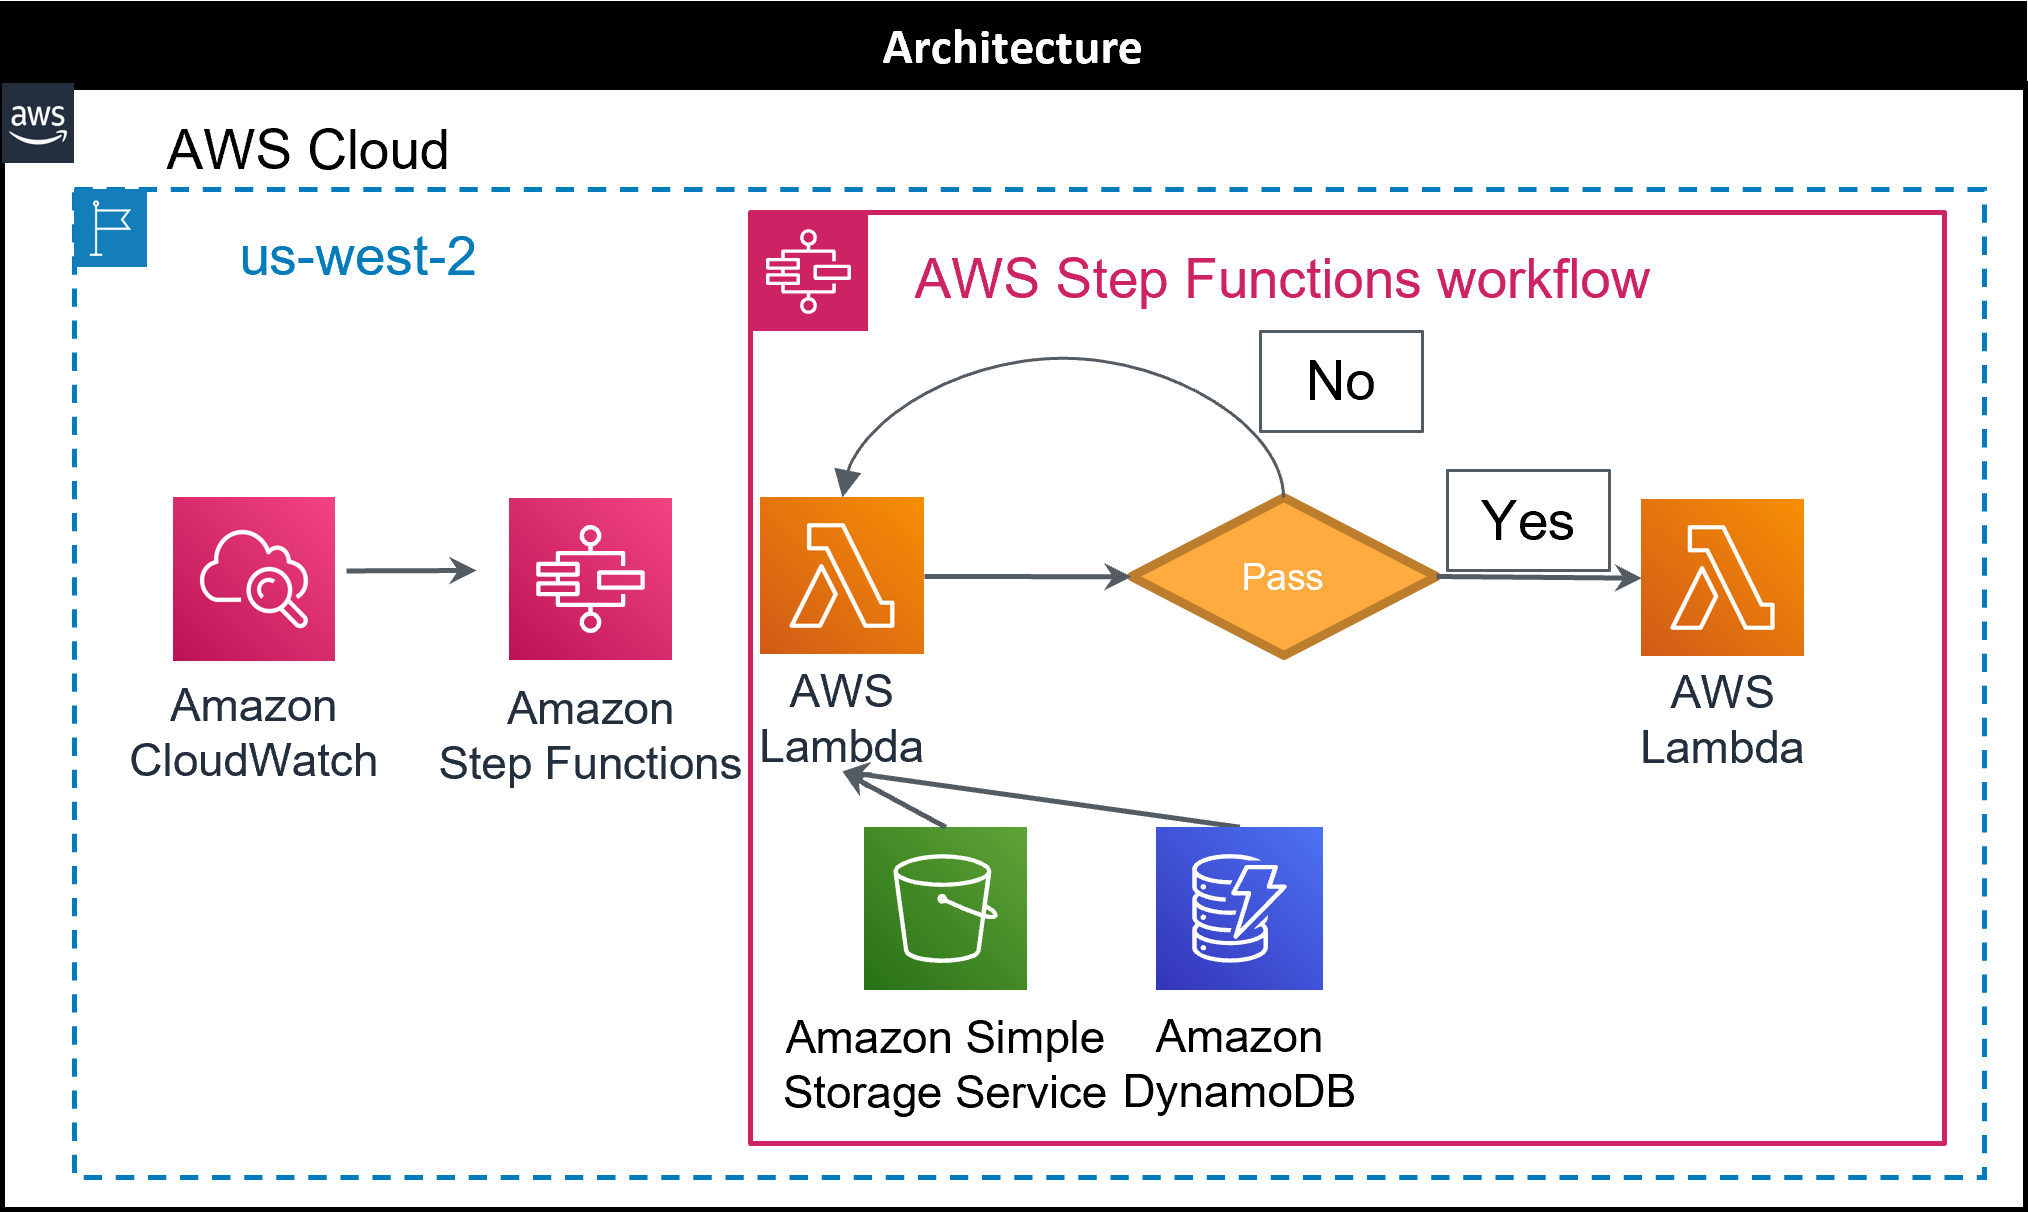 Architecture
aws
AWS Cloud
us-west-2
AWS Step Functions workflow
No
Yes
Pass
Amazon
CloudWatch
Amazon
Step Functions
AWS
Lambda
AWS
Lambda
Amazon Simple
Storage Service
Amazon
DynamoDB